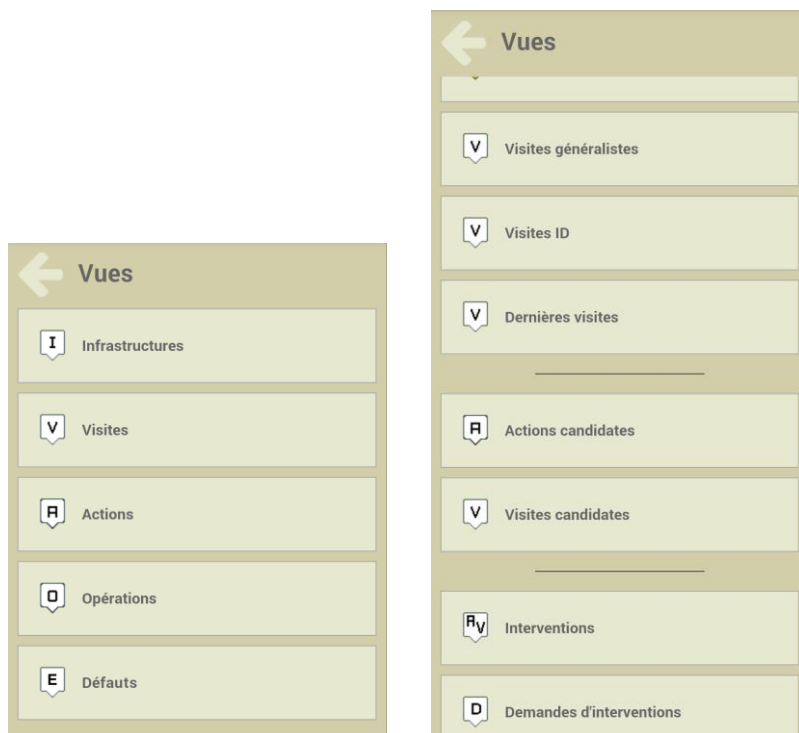 Vues
I Infrastructures
V Visites
A Actions
O Opérations
E Défauts
Vues
V Visites généralistes
V Visites ID
V Dernières visites
A Actions candidates
V Visites candidates
AV Interventions
D Demandes d'interventions